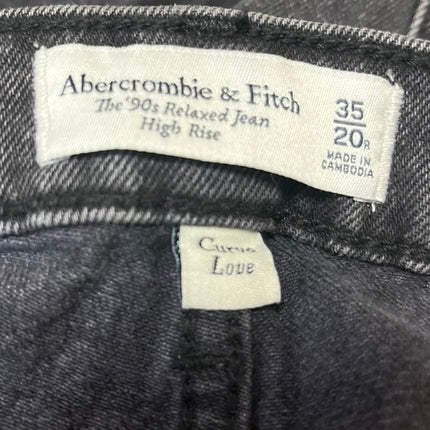 Abercrombie & Fitch
The '90s Relaxed Jean
High Rise
35
20R
MADE IN
CAMBODIA
Curve
Love